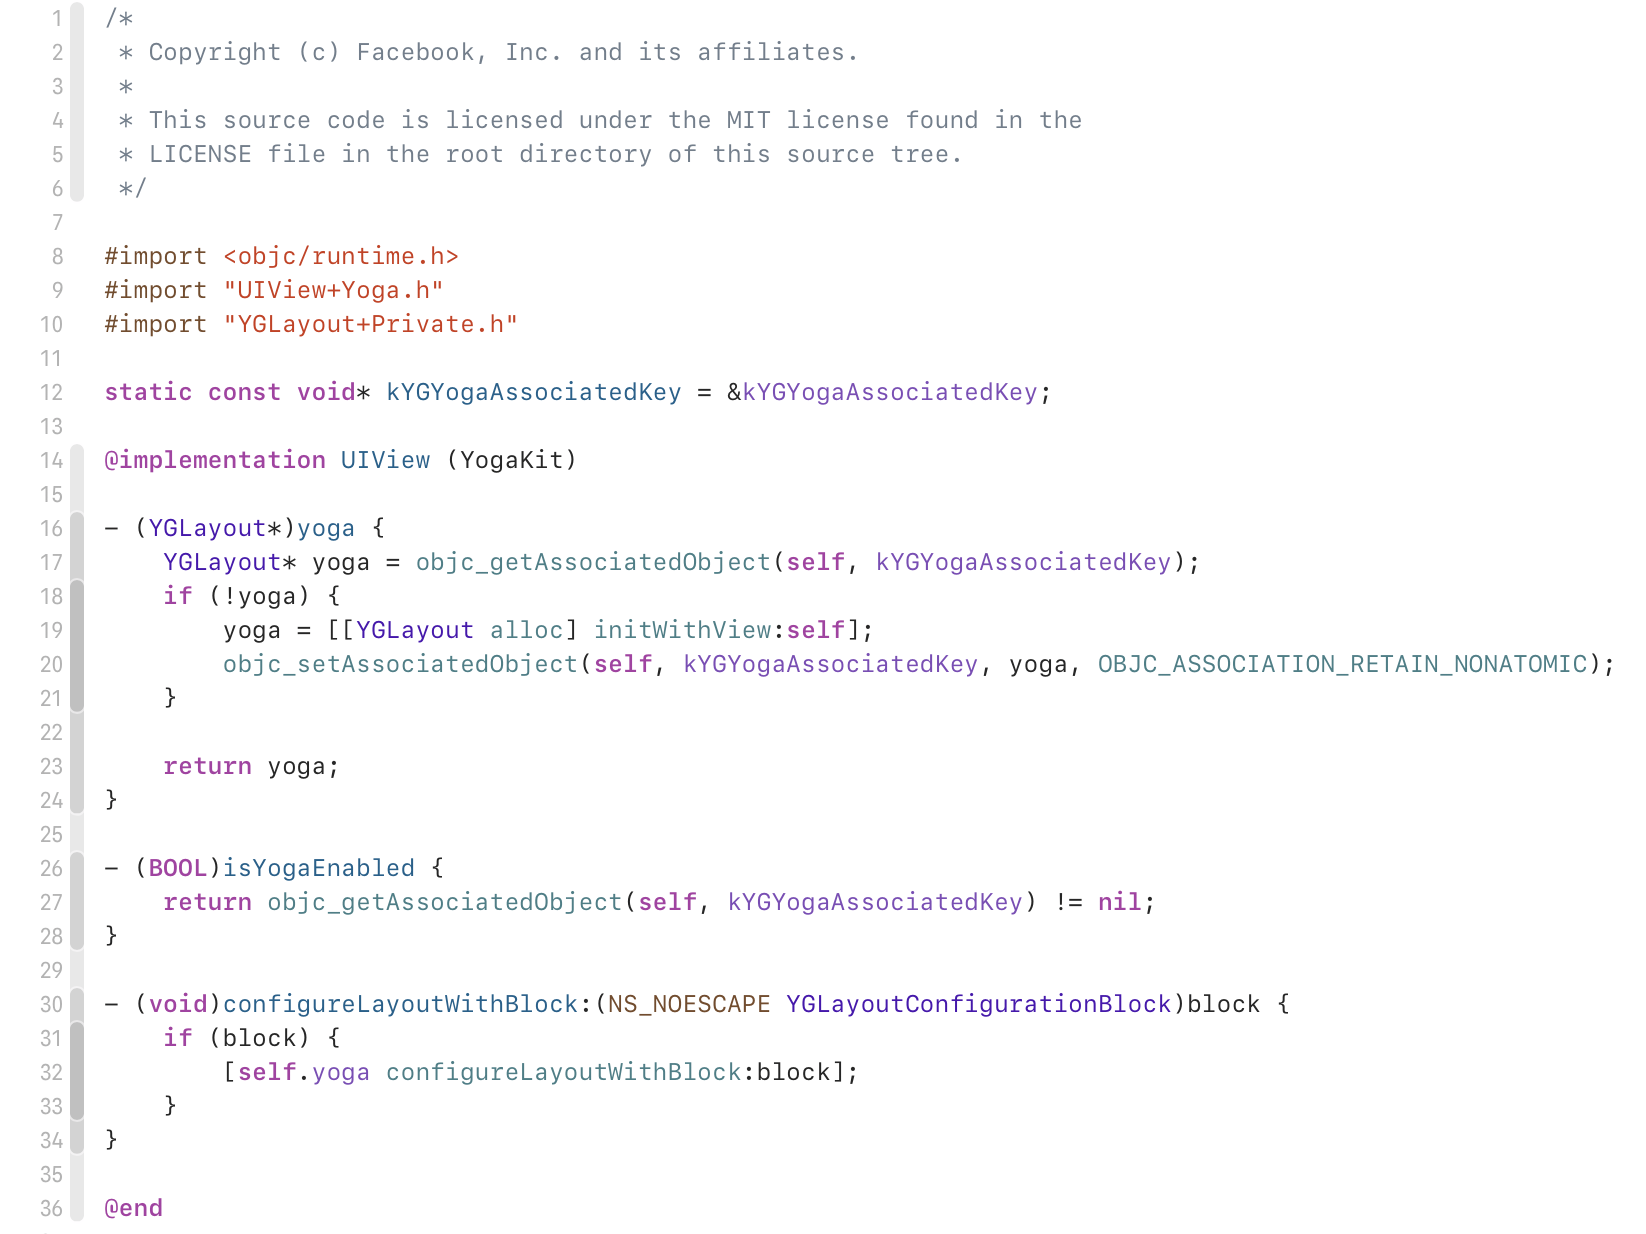 1 /*
2  * Copyright (c) Facebook, Inc. and its affiliates.
3  *
4  * This source code is licensed under the MIT license found in the
5  * LICENSE file in the root directory of this source tree.
6  */
7
8 #import <objc/runtime.h>
9 #import "UIView+Yoga.h"
10 #import "YGLayout+Private.h"
11
12 static const void* kYGYogaAssociatedKey = &kYGYogaAssociatedKey;
13
14 @implementation UIView (YogaKit)
15
16 - (YGLayout*)yoga {
17     YGLayout* yoga = objc_getAssociatedObject(self, kYGYogaAssociatedKey);
18     if (!yoga) {
19         yoga = [[YGLayout alloc] initWithView:self];
20         objc_setAssociatedObject(self, kYGYogaAssociatedKey, yoga, OBJC_ASSOCIATION_RETAIN_NONATOMIC);
21     }
22
23     return yoga;
24 }
25
26 - (BOOL)isYogaEnabled {
27     return objc_getAssociatedObject(self, kYGYogaAssociatedKey) != nil;
28 }
29
30 - (void)configureLayoutWithBlock:(NS_NOESCAPE YGLayoutConfigurationBlock)block {
31     if (block) {
32         [self.yoga configureLayoutWithBlock:block];
33     }
34 }
35
36 @end